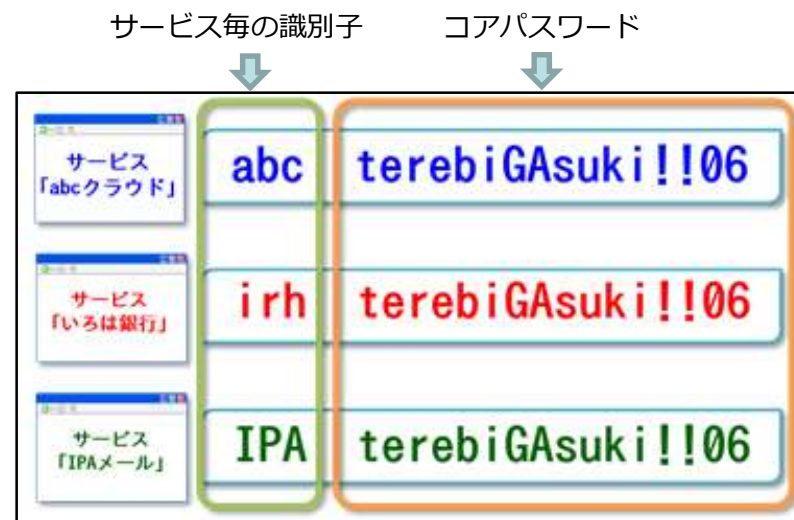 サービス毎の識別子 コアパスワード
サービス
「abcクラウド」
abc terebiGAsuki!!06
サービス
「いろは銀行」
irh terebiGAsuki!!06
サービス
「IPAメール」
IPA terebiGAsuki!!06